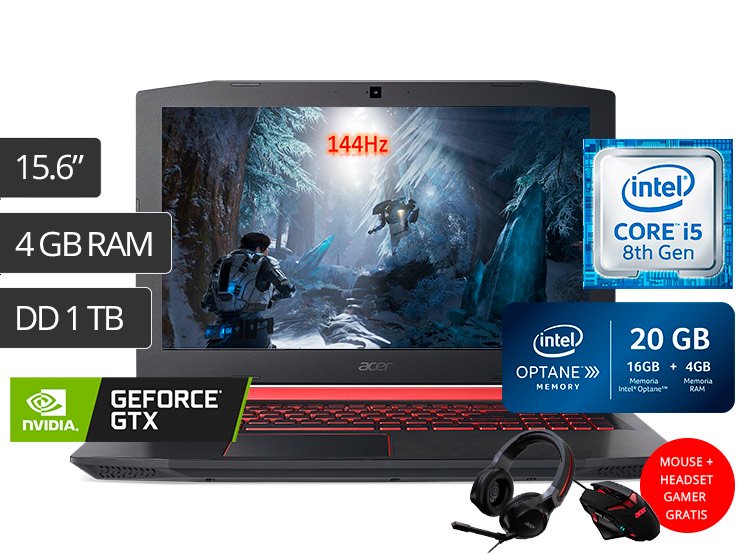 144Hz
15.6”
4 GB RAM
DD 1 TB
acer
NVIDIA.
GEFORCE®
GTX
intel®
CORE™ i5
8th Gen
intel®
OPTANE
MEMORY
20 GB
16GB + 4GB
Memoria
Intel® Optane™
Memoria
RAM
MOUSE +
HEADSET
GAMER
GRATIS